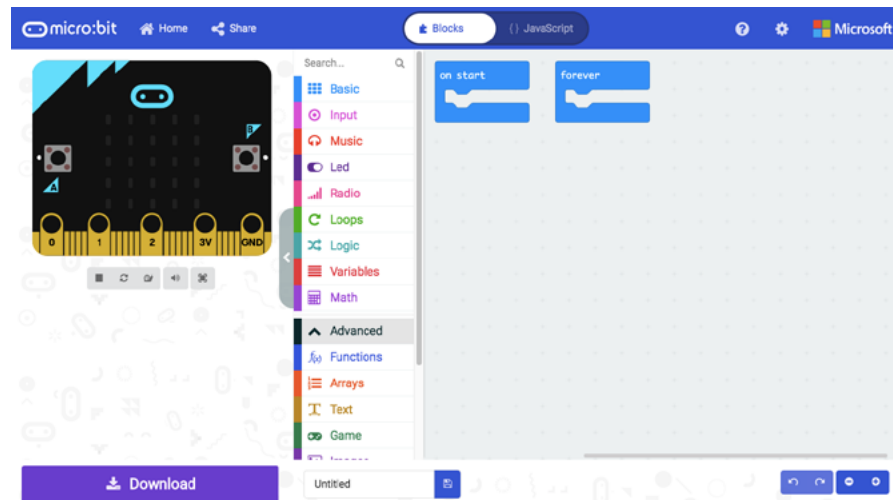 micro:bit Home Share Blocks {} JavaScript ? Microsoft
Search...
Basic
Input
Music
Led
Radio
Loops
Logic
Variables
Math
Advanced
f(x) Functions
Arrays
T Text
Game
on start
forever
B
A
0 1 2 3V GND
Download
Untitled